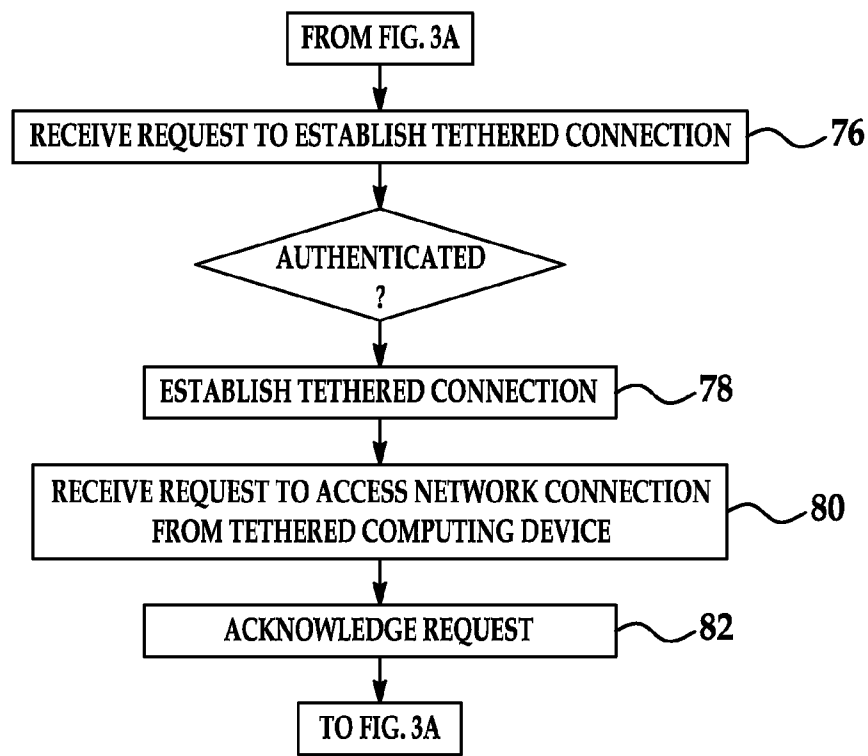 FROM FIG. 3A
RECEIVE REQUEST TO ESTABLISH TETHERED CONNECTION
76
AUTHENTICATED
?
ESTABLISH TETHERED CONNECTION
78
RECEIVE REQUEST TO ACCESS NETWORK CONNECTION
FROM TETHERED COMPUTING DEVICE
80
ACKNOWLEDGE REQUEST
82
TO FIG. 3A